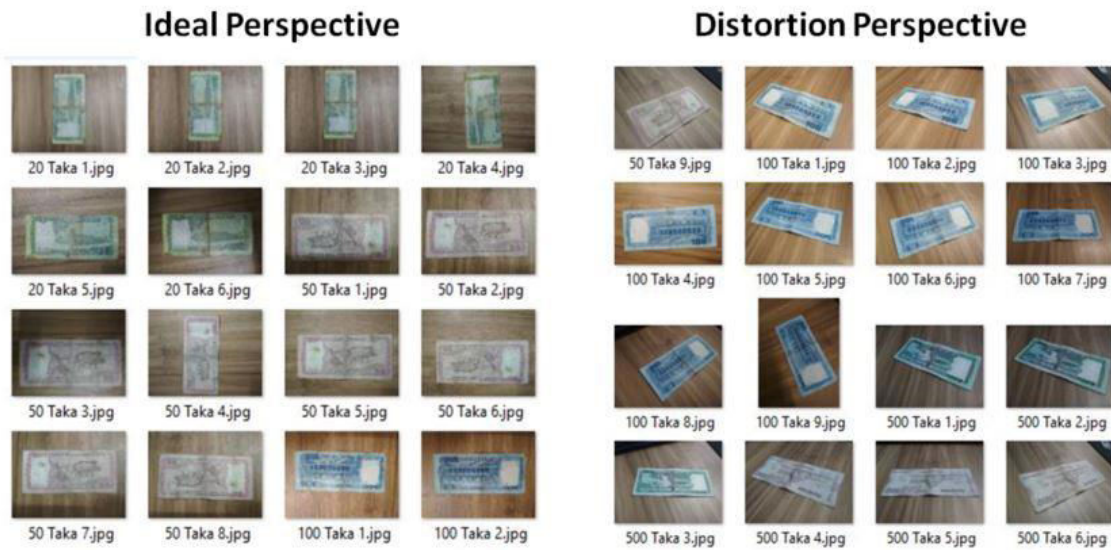 Ideal Perspective
20 Taka 1.jpg 20 Taka 2.jpg 20 Taka 3.jpg 20 Taka 4.jpg
20 Taka 5.jpg 20 Taka 6.jpg 50 Taka 1.jpg 50 Taka 2.jpg
50 Taka 3.jpg 50 Taka 4.jpg 50 Taka 5.jpg 50 Taka 6.jpg
50 Taka 7.jpg 50 Taka 8.jpg 100 Taka 1.jpg 100 Taka 2.jpg
Distortion Perspective
50 Taka 9.jpg 100 Taka 1.jpg 100 Taka 2.jpg 100 Taka 3.jpg
100 Taka 4.jpg 100 Taka 5.jpg 100 Taka 6.jpg 100 Taka 7.jpg
100 Taka 8.jpg 100 Taka 9.jpg 500 Taka 1.jpg 500 Taka 2.jpg
500 Taka 3.jpg 500 Taka 4.jpg 500 Taka 5.jpg 500 Taka 6.jpg